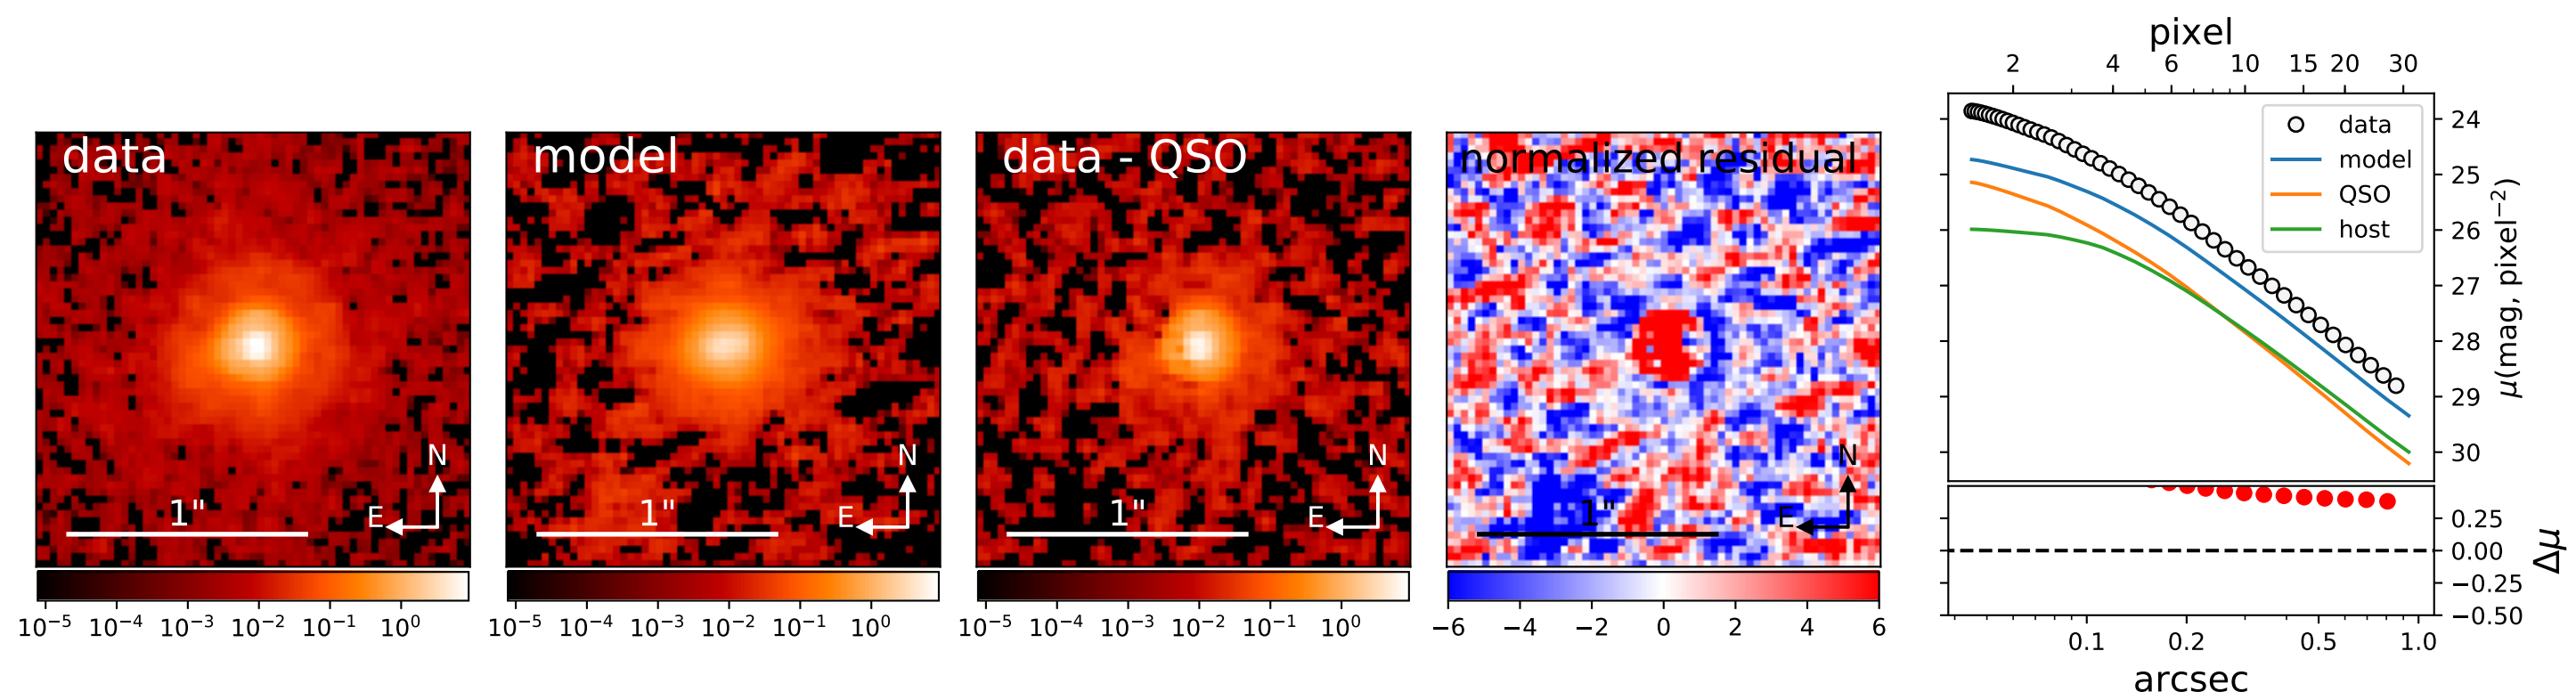 data
1"
N
E
10⁻⁵ 10⁻⁴ 10⁻³ 10⁻² 10⁻¹ 10⁰
model
1"
N
E
10⁻⁵ 10⁻⁴ 10⁻³ 10⁻² 10⁻¹ 10⁰
data - QSO
1"
N
E
10⁻⁵ 10⁻⁴ 10⁻³ 10⁻² 10⁻¹ 10⁰
normalized residual
1"
N
E
−6 −4 −2 0 2 4 6
pixel
2 4 6 10 15 20 30
data
model
QSO
host
24
25
26
27
28
29
30
μ(mag, pixel⁻²)
0.25
0.00
−0.25
−0.50
Δμ
0.1 0.2 0.5 1.0
arcsec